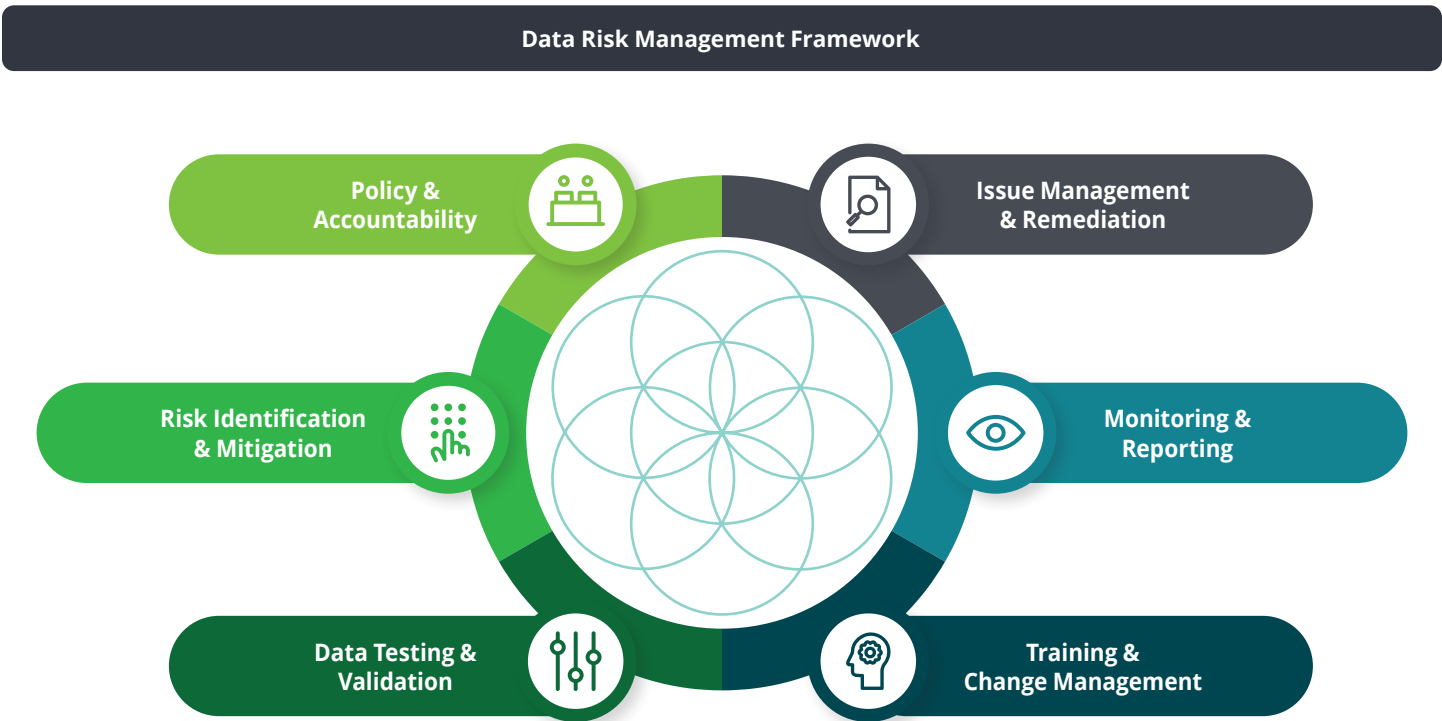 Data Risk Management Framework
Policy &
Accountability
Issue Management
& Remediation
Risk Identification
& Mitigation
Monitoring &
Reporting
Data Testing &
Validation
Training &
Change Management